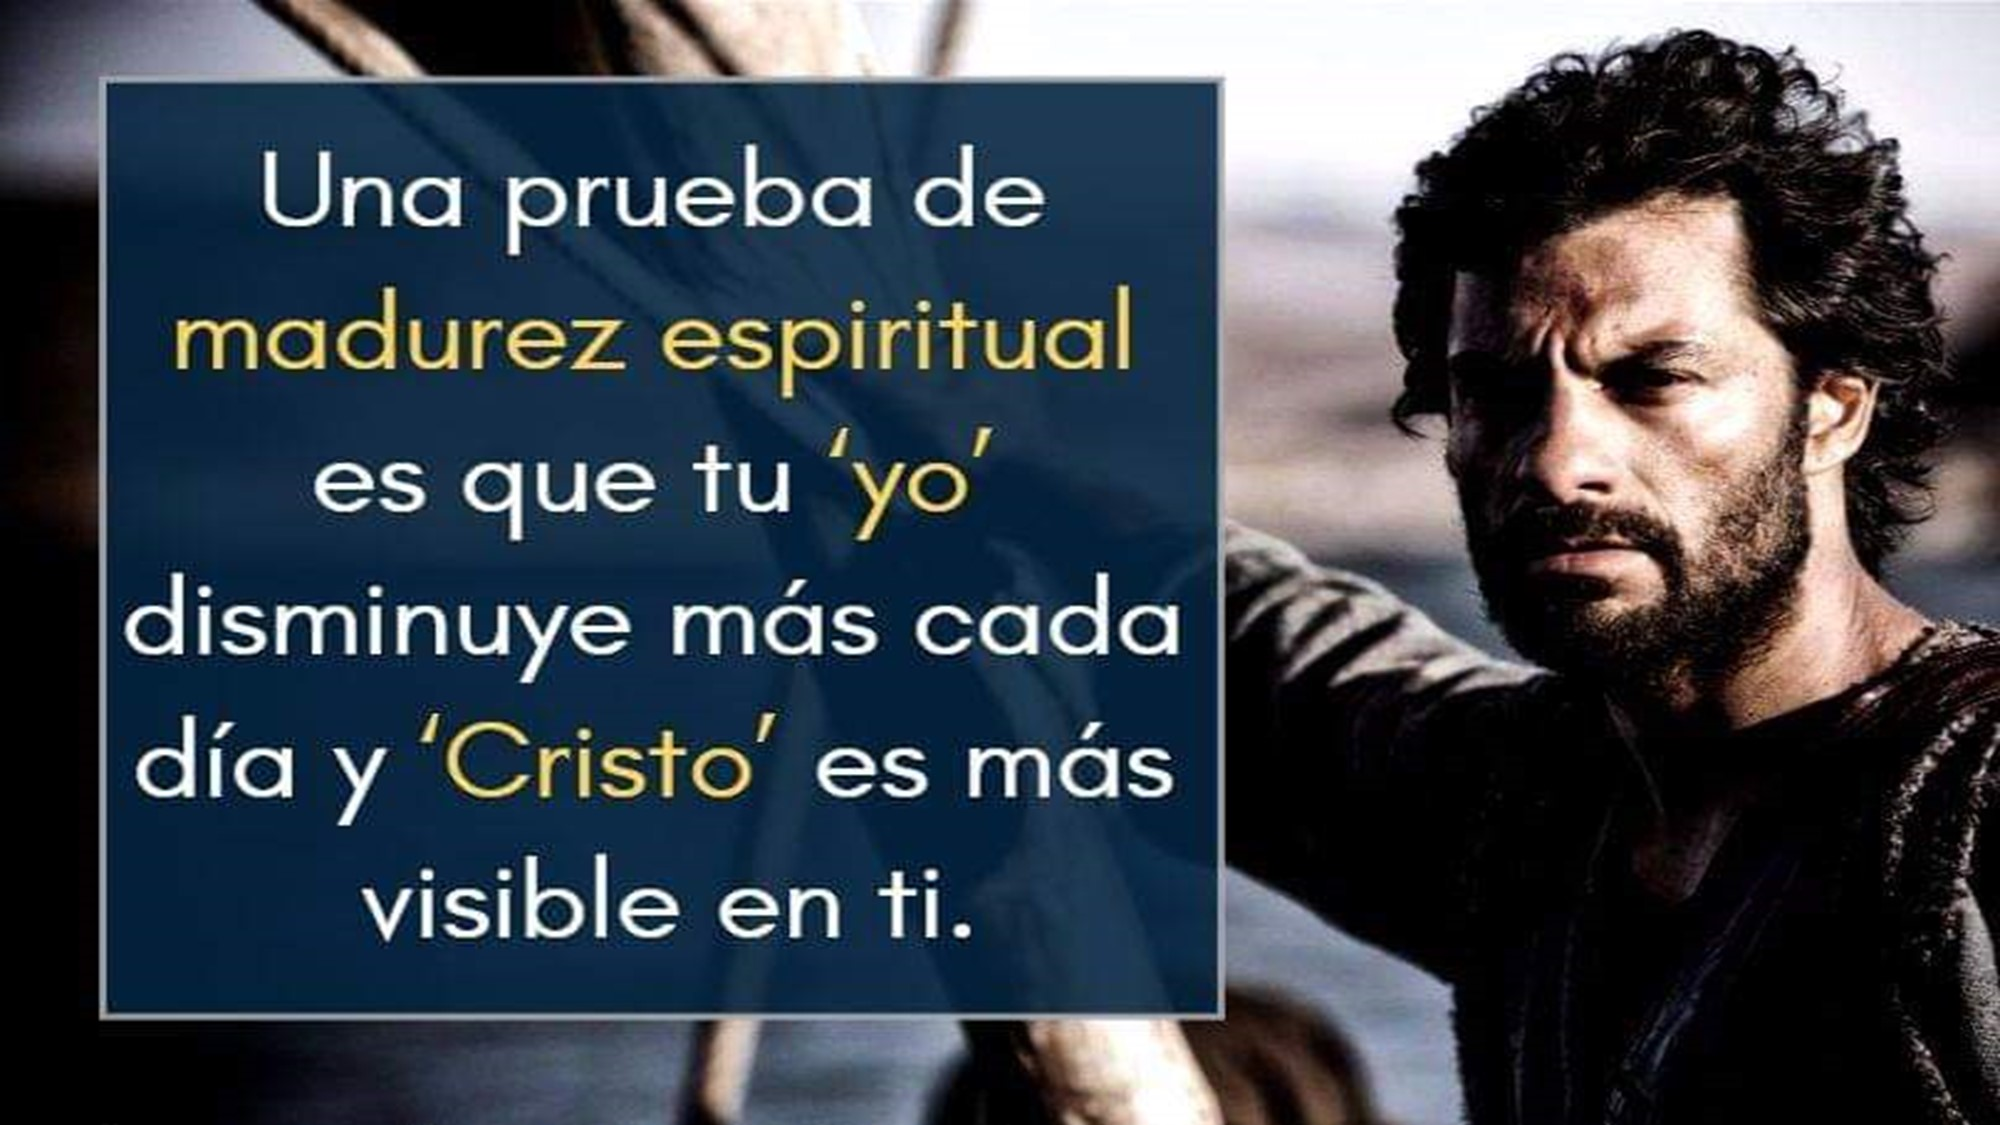 Una prueba de
madurez espiritual
es que tu ‘yo’
disminuye más cada
día y ‘Cristo’ es más
visible en ti.